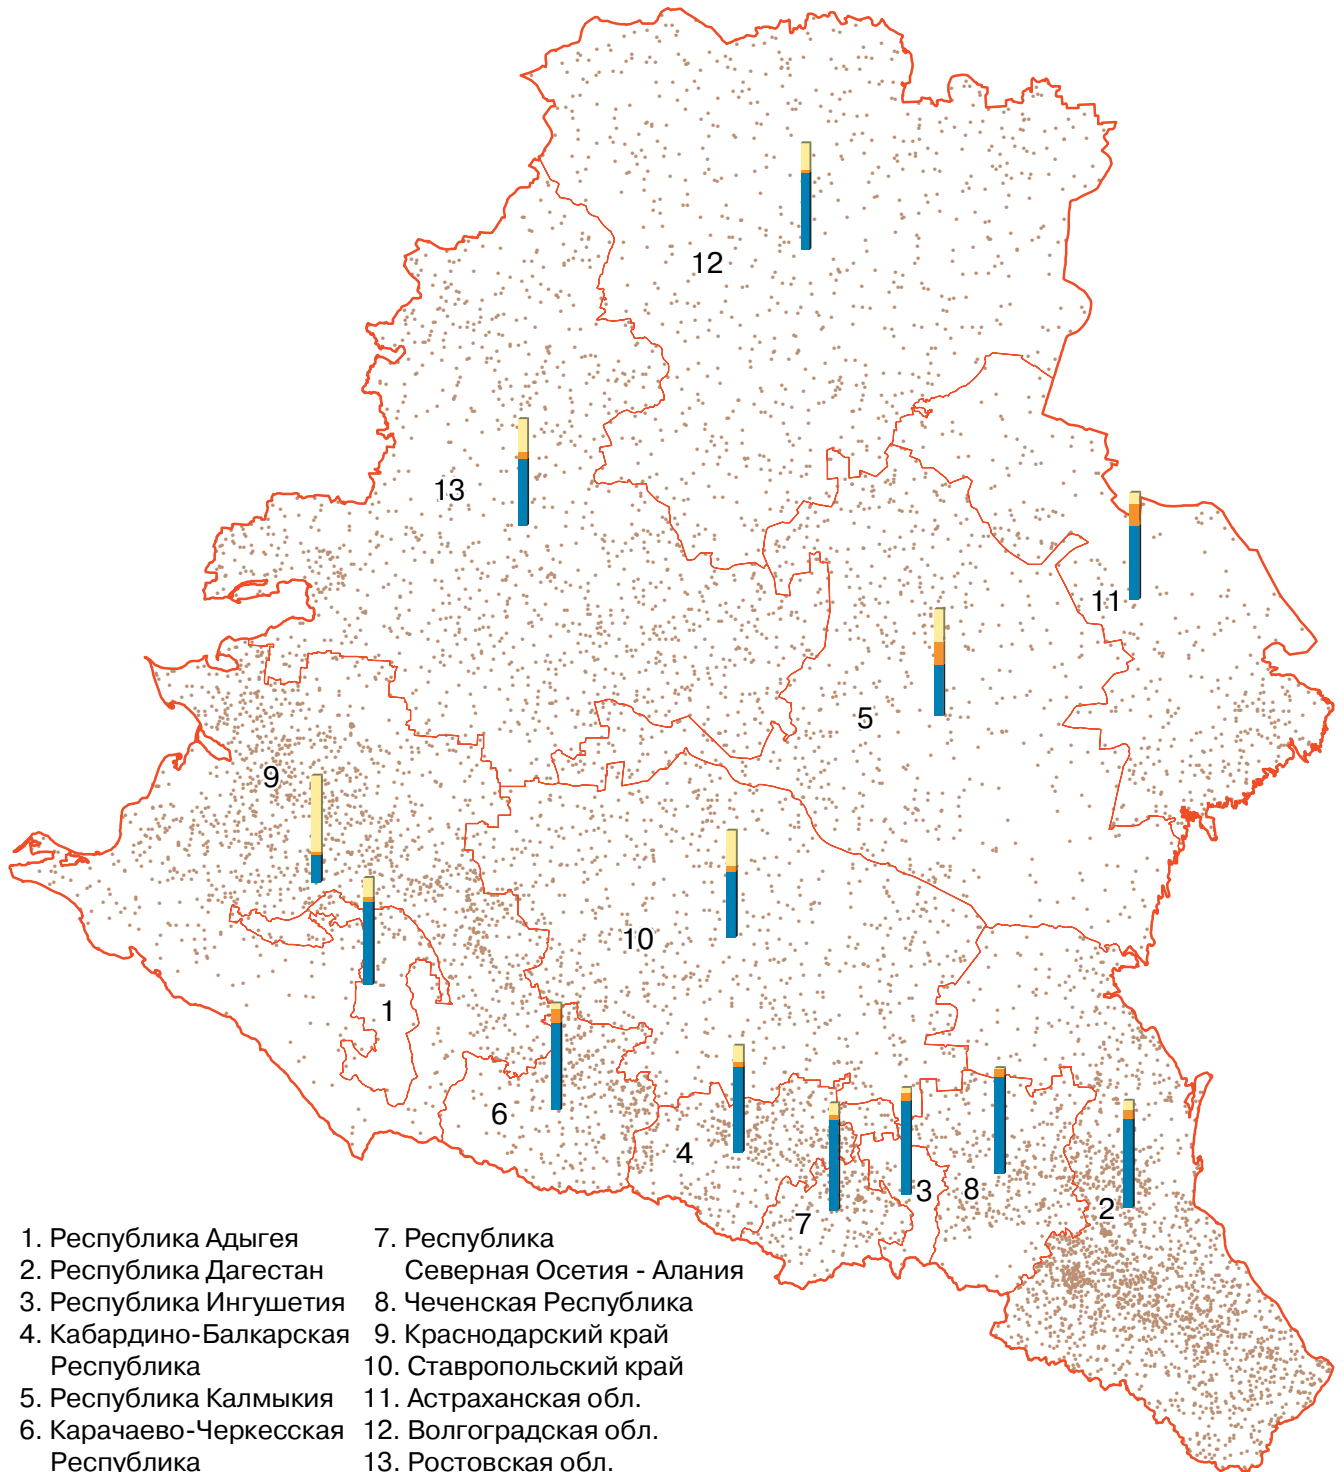 12
13
11
5
9
10
1
6
4
3
8
7
2
1. Республика Адыгея
2. Республика Дагестан
3. Республика Ингушетия
4. Кабардино-Балкарская
Республика
5. Республика Калмыкия
6. Карачаево-Черкесская
Республика
7. Республика
Северная Осетия - Алания
8. Чеченская Республика
9. Краснодарский край
10. Ставропольский край
11. Астраханская обл.
12. Волгоградская обл.
13. Ростовская обл.